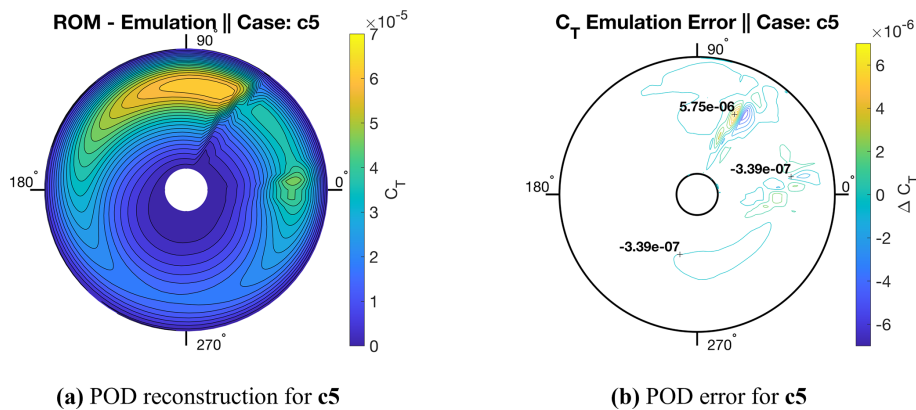 ROM - Emulation || Case: c5
90°
180°
0°
270°
×10^-5
7
6
5
4
3
2
1
0
C_T
(a) POD reconstruction for c5
C_T Emulation Error || Case: c5
90°
5.75e-06
-3.39e-07
180°
0°
-3.39e-07
270°
×10^-6
6
4
2
0
-2
-4
-6
Δ C_T
(b) POD error for c5